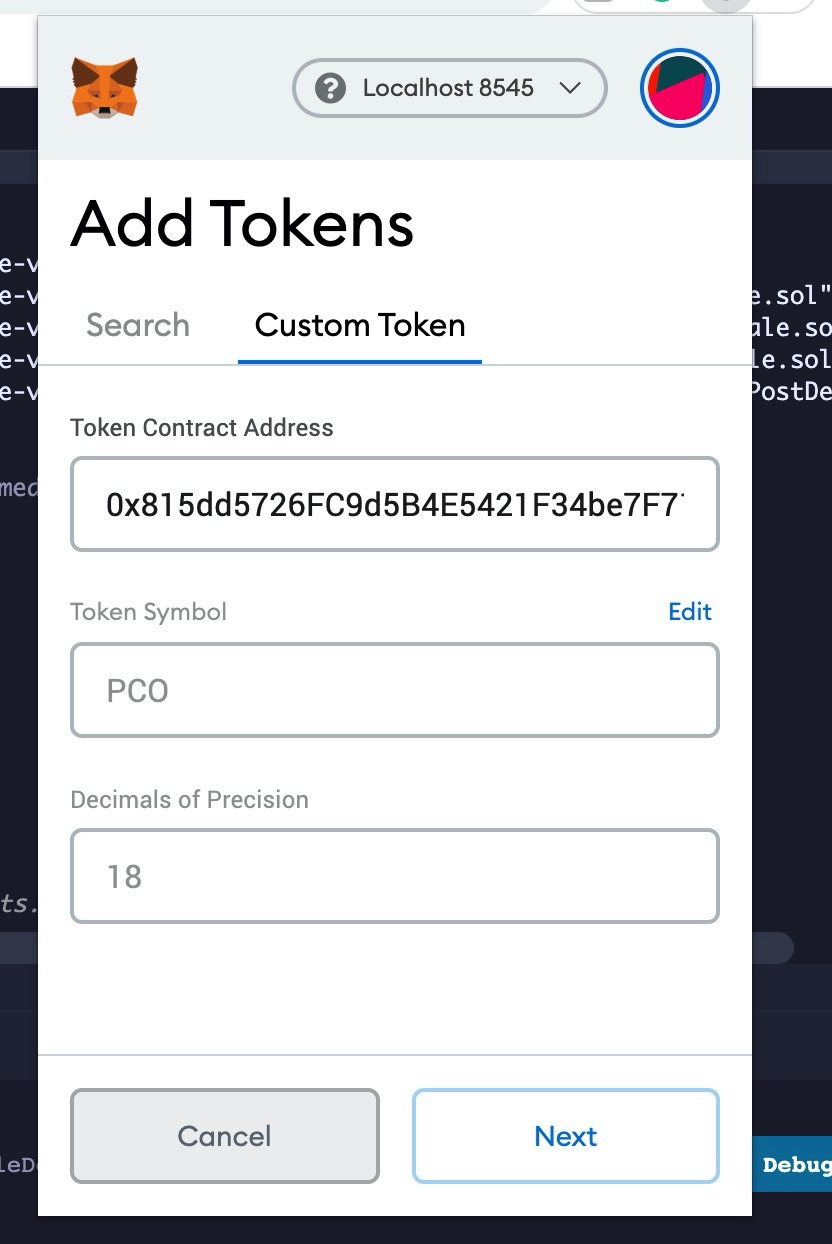 ? Localhost 8545
Add Tokens
Search Custom Token
e-v
e-v e.sol"
e-v ale.so
e-v le.sol
e-v PostDe
Token Contract Address
0x815dd5726FC9d5B4E5421F34be7F7
med
Token Symbol Edit
PCO
Decimals of Precision
18
ts.
Cancel Next
leDe Debug